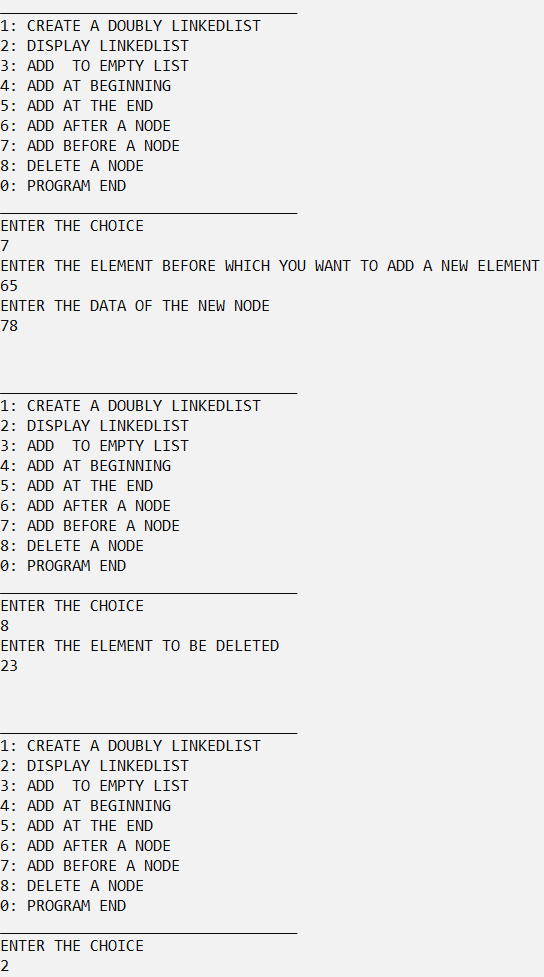 _________________________________
1: CREATE A DOUBLY LINKEDLIST
2: DISPLAY LINKEDLIST
3: ADD  TO EMPTY LIST
4: ADD AT BEGINNING
5: ADD AT THE END
6: ADD AFTER A NODE
7: ADD BEFORE A NODE
8: DELETE A NODE
0: PROGRAM END
_________________________________
ENTER THE CHOICE
7
ENTER THE ELEMENT BEFORE WHICH YOU WANT TO ADD A NEW ELEMENT
65
ENTER THE DATA OF THE NEW NODE
78
_________________________________
1: CREATE A DOUBLY LINKEDLIST
2: DISPLAY LINKEDLIST
3: ADD  TO EMPTY LIST
4: ADD AT BEGINNING
5: ADD AT THE END
6: ADD AFTER A NODE
7: ADD BEFORE A NODE
8: DELETE A NODE
0: PROGRAM END
_________________________________
ENTER THE CHOICE
8
ENTER THE ELEMENT TO BE DELETED
23
_________________________________
1: CREATE A DOUBLY LINKEDLIST
2: DISPLAY LINKEDLIST
3: ADD  TO EMPTY LIST
4: ADD AT BEGINNING
5: ADD AT THE END
6: ADD AFTER A NODE
7: ADD BEFORE A NODE
8: DELETE A NODE
0: PROGRAM END
_________________________________
ENTER THE CHOICE
2